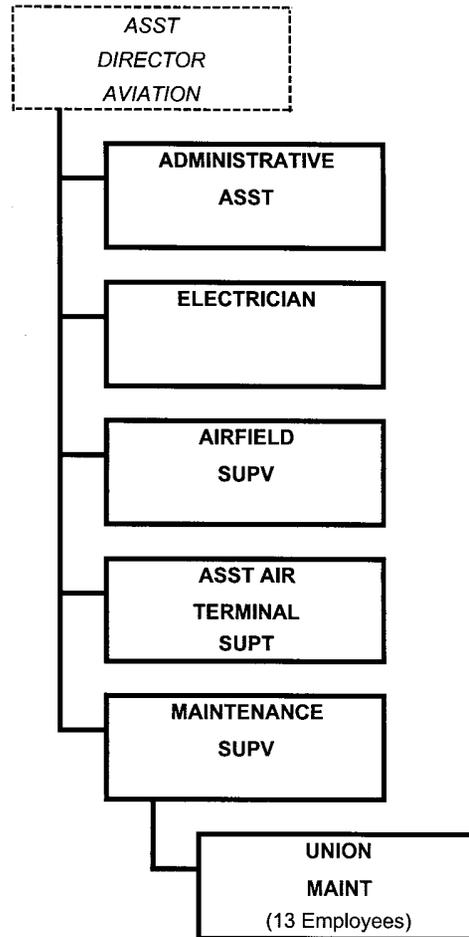 ASST
DIRECTOR
AVIATION
ADMINISTRATIVE
ASST
ELECTRICIAN
AIRFIELD
SUPV
ASST AIR
TERMINAL
SUPT
MAINTENANCE
SUPV
UNION
MAINT
(13 Employees)